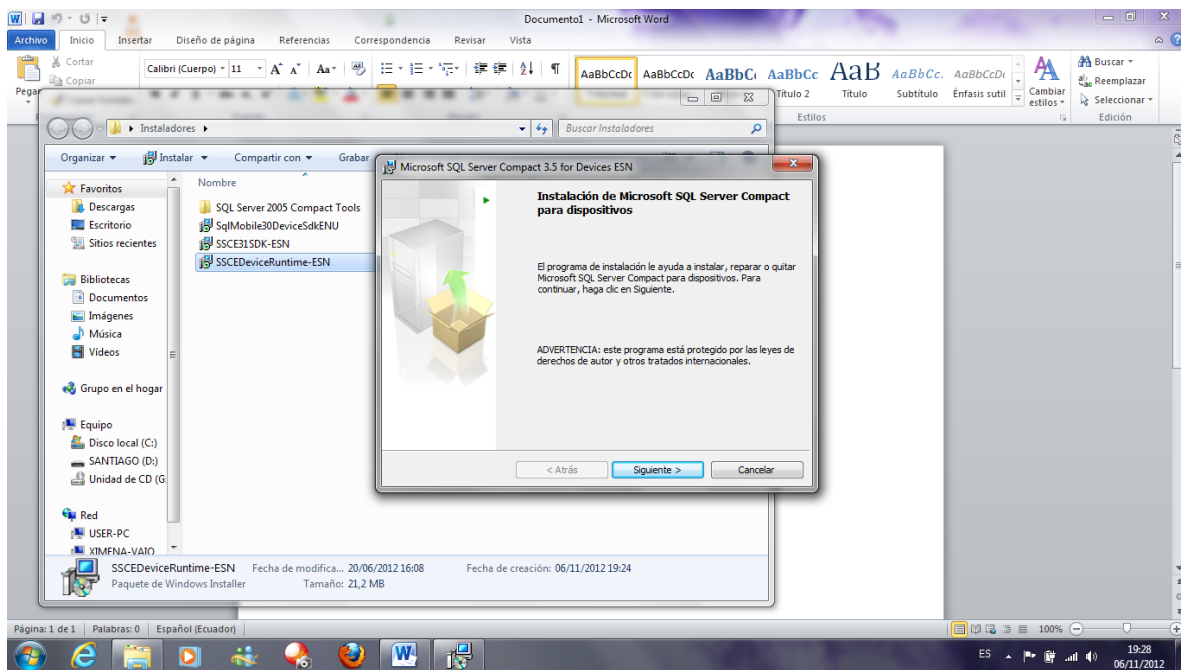 Documento1 - Microsoft Word
Archivo Inicio Insertar Diseño de página Referencias Correspondencia Revisar Vista
Cortar
Copiar
Calibri (Cuerpo) 11
AaBbCcDc AaBbCcDc AaBbC AaBbCc AaB AaBbCc. AaBbCcDc
Título 2 Título Subtítulo Énfasis sutil
Cambiar estilos
Buscar
Reemplazar
Seleccionar
Estilos
Edición
Instaladores
Buscar Instaladores
Organizar Instalar Compartir con Grabar
Favoritos
Descargas
Escritorio
Sitios recientes
Bibliotecas
Documentos
Imágenes
Música
Vídeos
Grupo en el hogar
Equipo
Disco local (C:)
SANTIAGO (D:)
Unidad de CD (G
Red
USER-PC
XIMENA-VAIO
Nombre
SQL Server 2005 Compact Tools
SqlMobile30DeviceSdkENU
SSCE31SDK-ESN
SSCEDeviceRuntime-ESN
Microsoft SQL Server Compact 3.5 for Devices ESN
Instalación de Microsoft SQL Server Compact
para dispositivos
El programa de instalación le ayuda a instalar, reparar o quitar
Microsoft SQL Server Compact para dispositivos. Para
continuar, haga clic en Siguiente.
ADVERTENCIA: este programa está protegido por las leyes de
derechos de autor y otros tratados internacionales.
< Atrás Siguiente > Cancelar
SSCEDeviceRuntime-ESN Fecha de modifica... 20/06/2012 16:08 Fecha de creación: 06/11/2012 19:24
Paquete de Windows Installer Tamaño: 21,2 MB
Página: 1 de 1 Palabras: 0 Español (Ecuador) 100%
ES 19:28
06/11/2012